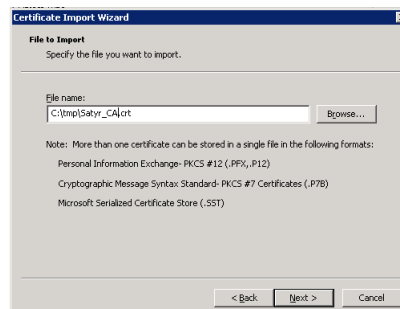 Certificate Import Wizard
File to Import
Specify the file you want to import.
File name:
C:\tmp\Satyr_CA.crt
Browse...
Note: More than one certificate can be stored in a single file in the following formats:
Personal Information Exchange- PKCS #12 (.PFX,.P12)
Cryptographic Message Syntax Standard- PKCS #7 Certificates (.P7B)
Microsoft Serialized Certificate Store (.SST)
< Back Next > Cancel